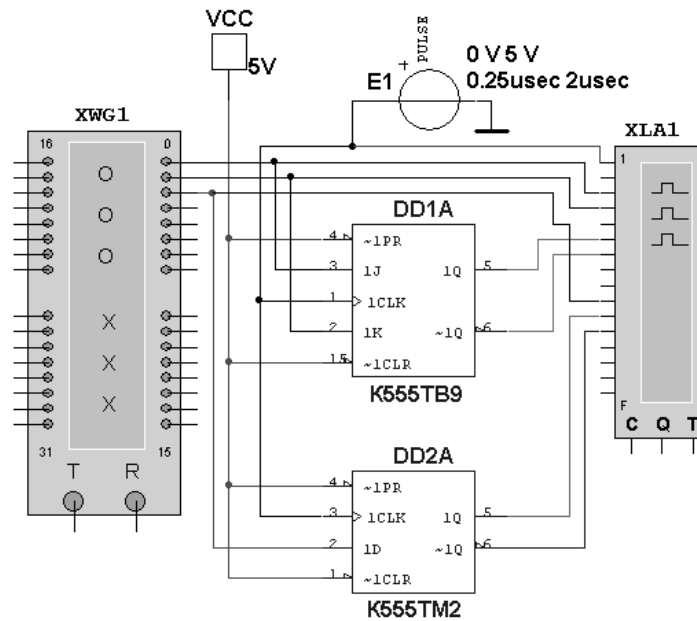 VCC
5V
PULSE
+
E1
0 V 5 V
0.25usec 2usec
XWG1
16 0
O
O
O
X
X
X
31 15
T R
XLA1
1
F
C Q T
DD1A
4 ~1PR
3 1J 1Q 5
1 1CLK
2 1K ~1Q 6
15 ~1CLR
K555TB9
DD2A
4 ~1PR
3 1CLK 1Q 5
2 1D ~1Q 6
1 ~1CLR
K555TM2